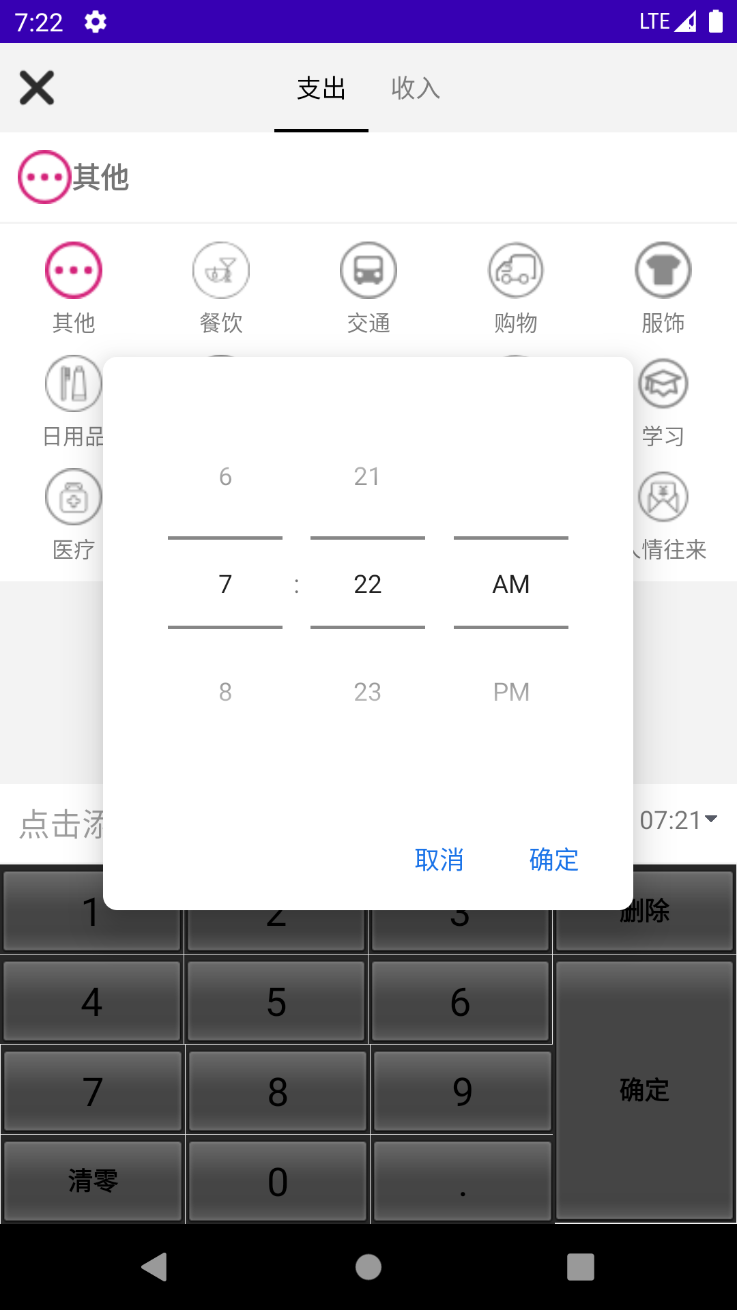 7:22 LTE
支出 收入
其他
其他 餐饮 交通 购物 服饰
日用品 学习
医疗 人情往来
6 21
7 : 22 AM
8 23 PM
点击添 07:21
取消 确定
1 2 3 删除
4 5 6
7 8 9 确定
清零 0 .